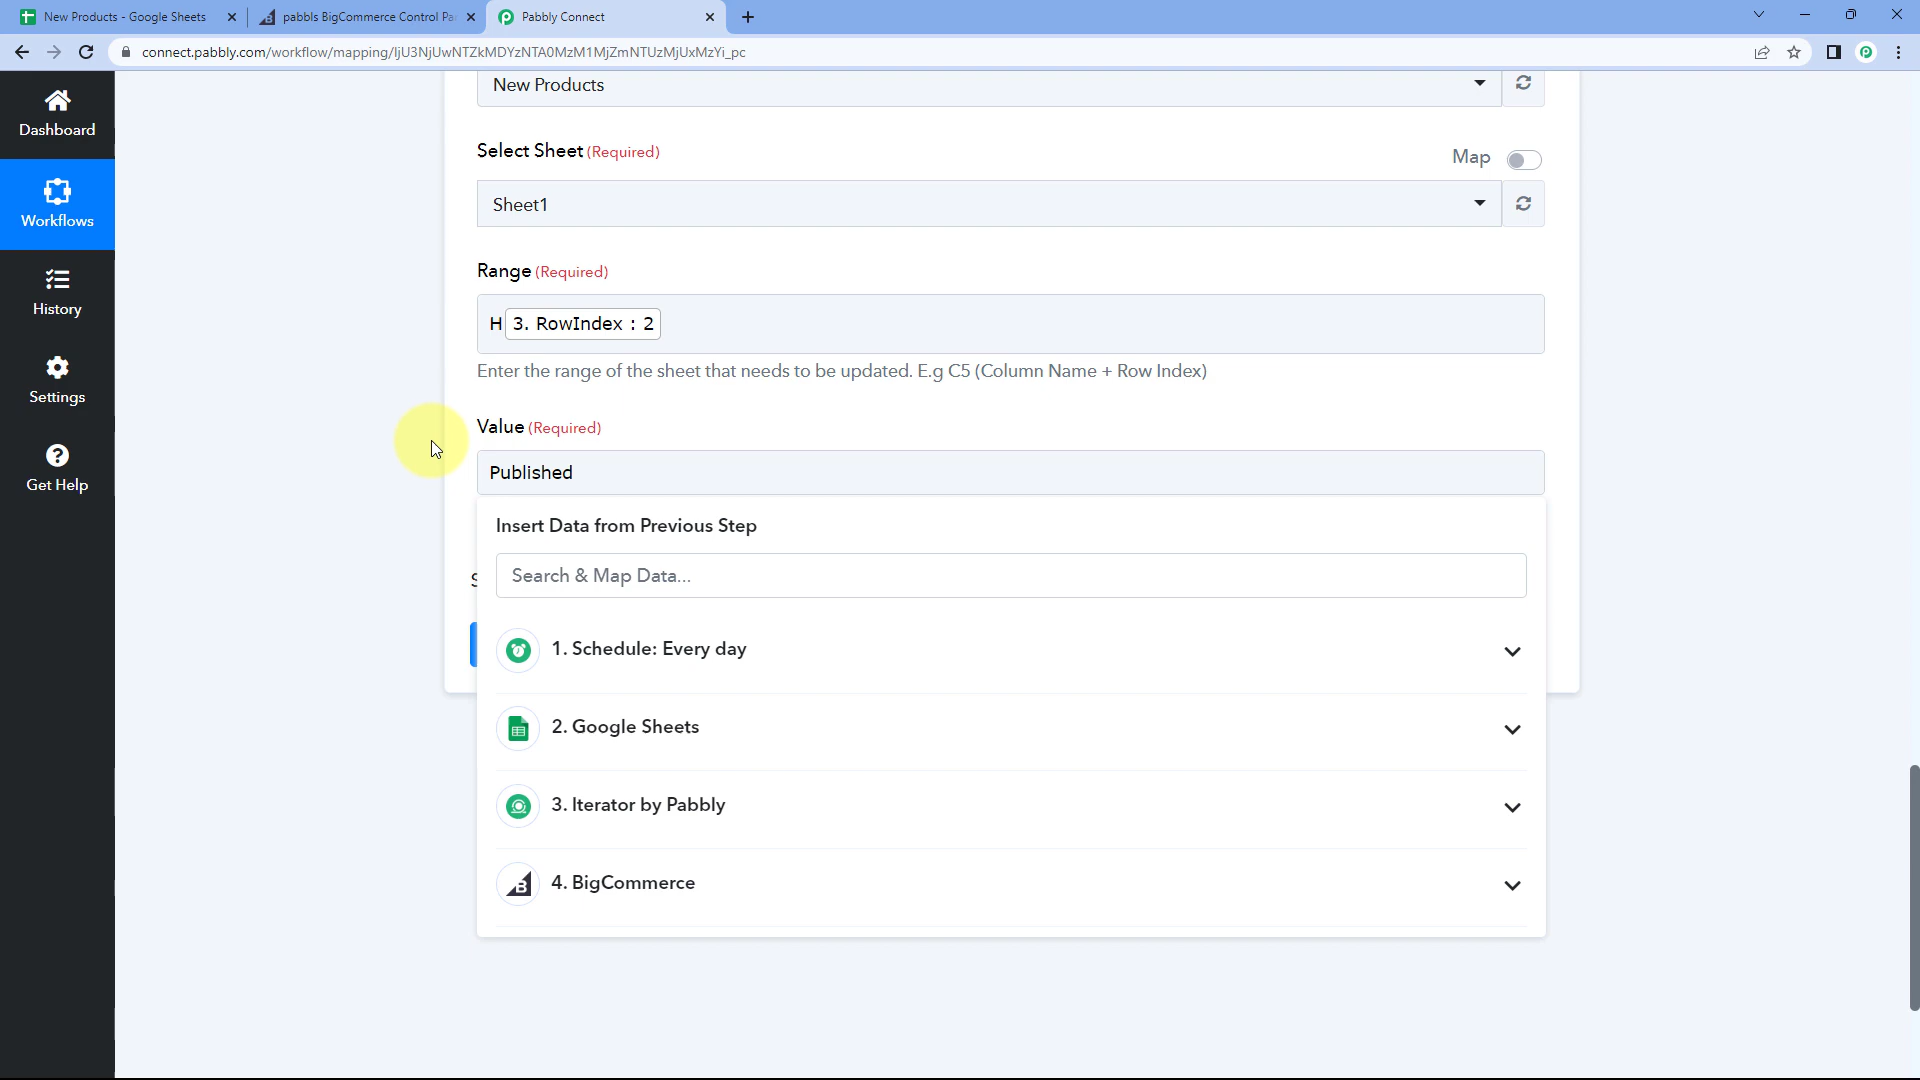 New Products - Google Sheets
pabbls BigCommerce Control Pa
Pabbly Connect
connect.pabbly.com/workflow/mapping/IjU3NjUwNTZkMDYzNTA0MzM1MjZmNTUzMjUxMzYi_pc
Dashboard
Workflows
History
Settings
Get Help
New Products
Select Sheet (Required)
Map
Sheet1
Range (Required)
H 3. RowIndex : 2
Enter the range of the sheet that needs to be updated. E.g C5 (Column Name + Row Index)
Value (Required)
Published
Insert Data from Previous Step
Search & Map Data...
1. Schedule: Every day
2. Google Sheets
3. Iterator by Pabbly
4. BigCommerce